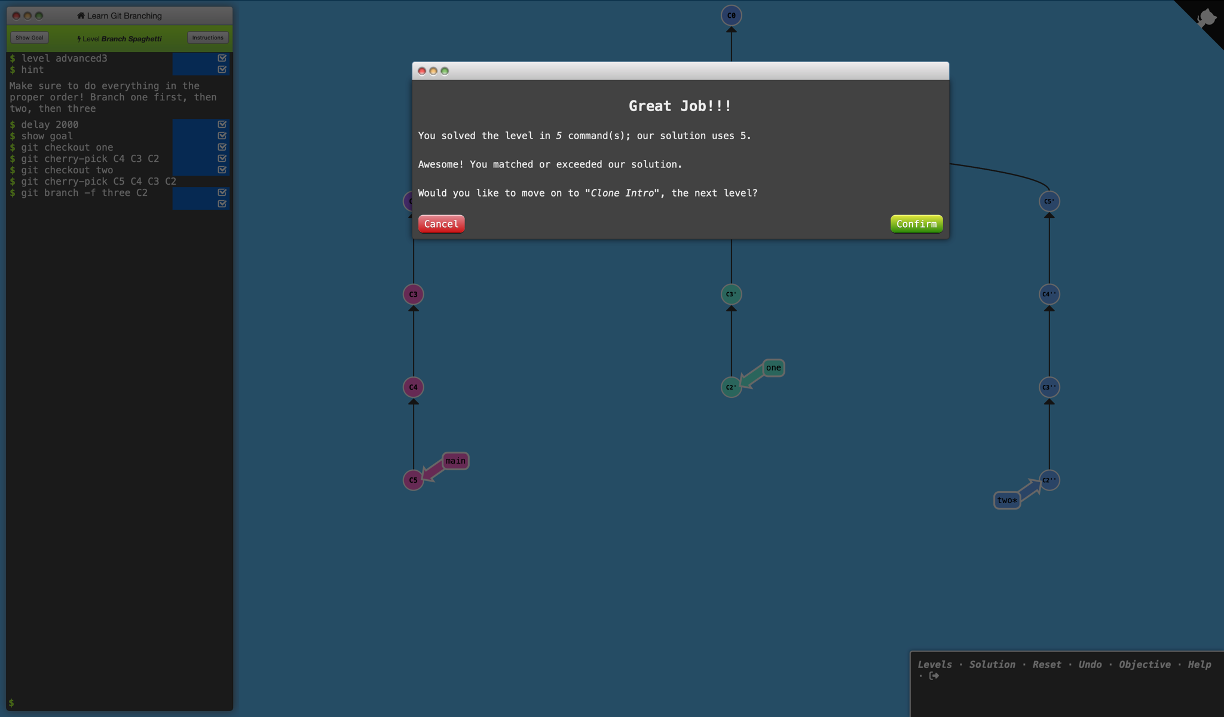 Learn Git Branching
Show Goal
Level Branch Spaghetti
Instructions
$ level advanced3
$ hint
Make sure to do everything in the
proper order! Branch one first, then
two, then three
$ delay 2000
$ show goal
$ git checkout one
$ git cherry-pick C4 C3 C2
$ git checkout two
$ git cherry-pick C5 C4 C3 C2
$ git branch -f three C2
$
C0
Great Job!!!
You solved the level in 5 command(s); our solution uses 5.
Awesome! You matched or exceeded our solution.
Would you like to move on to "Clone Intro", the next level?
Cancel
Confirm
C5'
C3
C3'
C4''
C4
C2'
one
C3''
C5
main
C2''
two*
Levels · Solution · Reset · Undo · Objective · Help
·